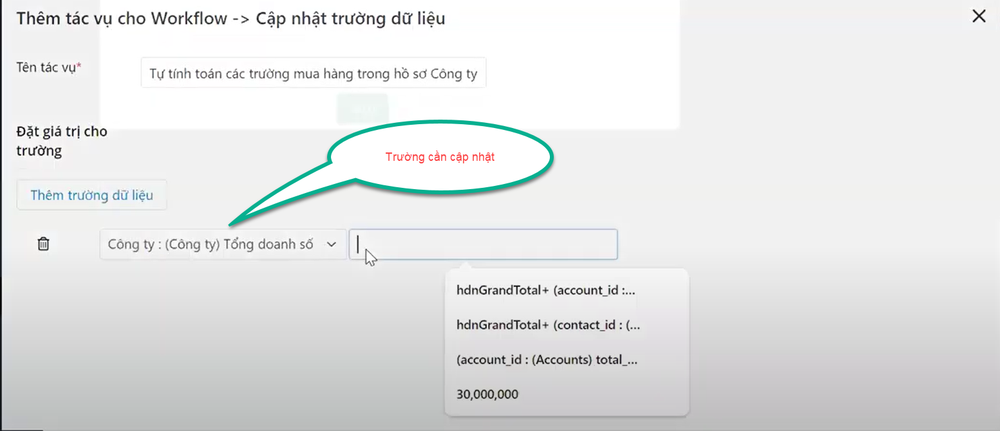 Thêm tác vụ cho Workflow -> Cập nhật trường dữ liệu
Tên tác vụ*
Tự tính toán các trường mua hàng trong hồ sơ Công ty
Đặt giá trị cho
trường
Trường cần cập nhật
Thêm trường dữ liệu
Công ty : (Công ty) Tổng doanh số
hdnGrandTotal+ (account_id :...
hdnGrandTotal+ (contact_id : (...
(account_id : (Accounts) total_...
30,000,000